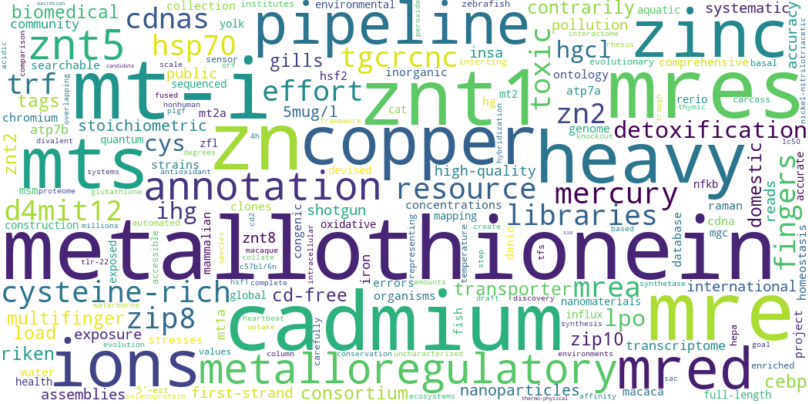 biomedical cdnas pipeline contrarily systematic
community collection institutes environmental zebrafish aquatic accuracy
acidic znt5 hsp70 yolk gills insa hgcl pollution zinc
searchable public tgcrcnc toxic evolutionary comprehensive
comparison trf sequenced sensor orf inserting ontology basal
tags mt-i effort znt1 mres
overlapping scale hsf2 inorganic interactome rhesus
chromium fused nonhuman plgf cat hg mt2 5mug/l rerio atp7a carcass
stoichiometric mt2a zn2 genome trough thymic
znt2 atp7b cys quantum zfl 4h zn copper hybridization knockout detoxification
mts strains degrees antioxidant framework devised high-quality heavy lc50
msm proteome divalent systems glutathione annotation resource mercury nfkb raman domestic reads accurate
d4mit12 ihg clones shotgun concentrations libraries mapping cdna mgc fingers
construction millions automated mammalian congenic oxidative representing temperature danio database homeostasis
metallothionein
accessibl znt8 cd2 macaque intracellular step tfs create based sim
tlr-22 exposed collate iron errors transporter mrea international
cysteine-rich zip8 c57bl/6n cd-free organisms nanomaterials synthetase
multifinger waterborne global hsf1 complete cadmium fish influx lpo draft discovery project
load exposure evolution mt1a heartbeat uptake carefully zip10 transcriptome hepa goal mre
riken water stresses values column conservation uncharacterized synthesis environments enriched
health ions metalloregulatory mred sac
assemblies 5'-est selenoprotein first-strand consortium ecosystems nanoparticles affinity macaca full-length cebp
excretion candidate thermo-physical